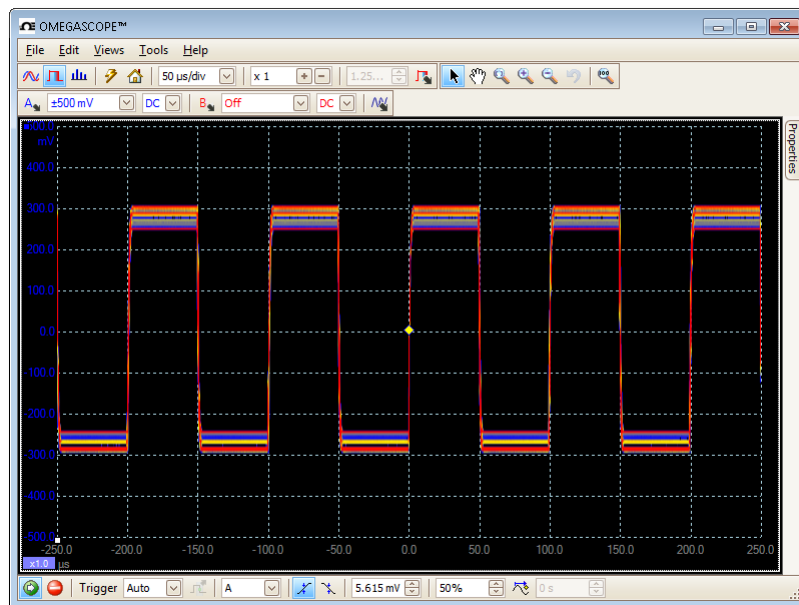 OMEGASCOPE™
File Edit Views Tools Help
50 µs/div x 1 + − 1.25...
A ±500 mV DC B Off DC
Properties
500.0
mV
400.0
300.0
200.0
100.0
0.0
-100.0
-200.0
-300.0
-400.0
-500.0
-250.0 -200.0 -150.0 -100.0 -50.0 0.0 50.0 100.0 150.0 200.0 250.0
x1.0 µs
Trigger Auto A 5.615 mV 50% 0 s